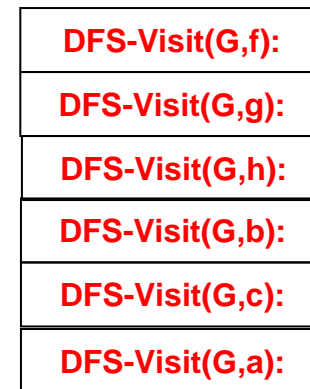 DFS-Visit(G,f):
DFS-Visit(G,g):
DFS-Visit(G,h):
DFS-Visit(G,b):
DFS-Visit(G,c):
DFS-Visit(G,a):